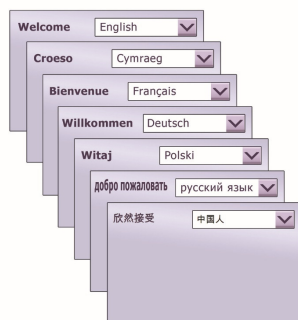 Welcome English
Croeso Cymraeg
Bienvenue Français
Willkommen Deutsch
Witaj Polski
добро пожаловать русский язык
欣然接受 中国人